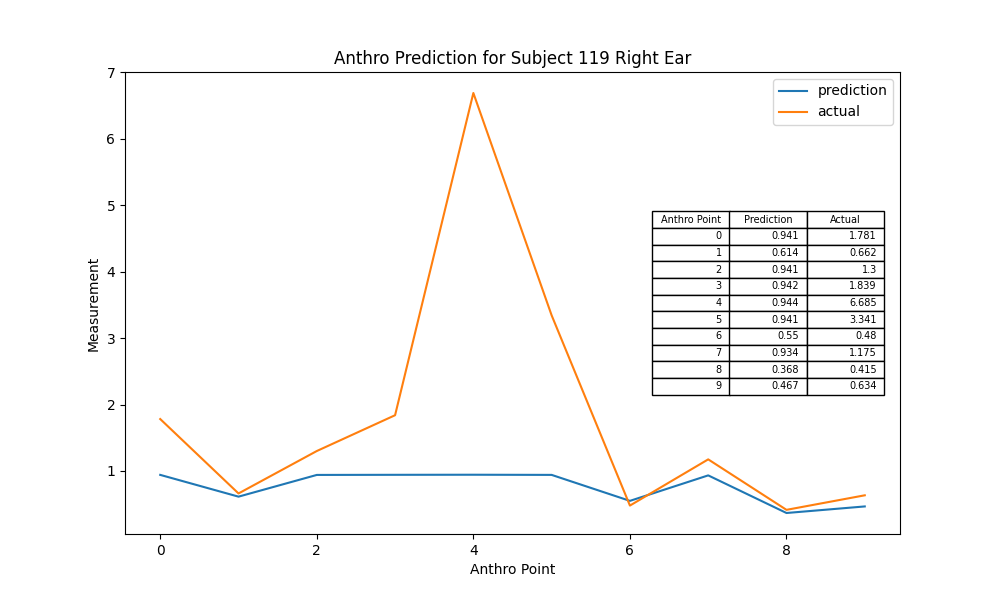 Anthro Prediction for Subject 119 Right Ear
7
6
5
4
3
2
1
Measurement
prediction
actual
Anthro Point Prediction Actual
0 0.941 1.781
1 0.614 0.662
2 0.941 1.3
3 0.942 1.839
4 0.944 6.685
5 0.941 3.341
6 0.55 0.48
7 0.934 1.175
8 0.368 0.415
9 0.467 0.634
0 2 4 6 8
Anthro Point